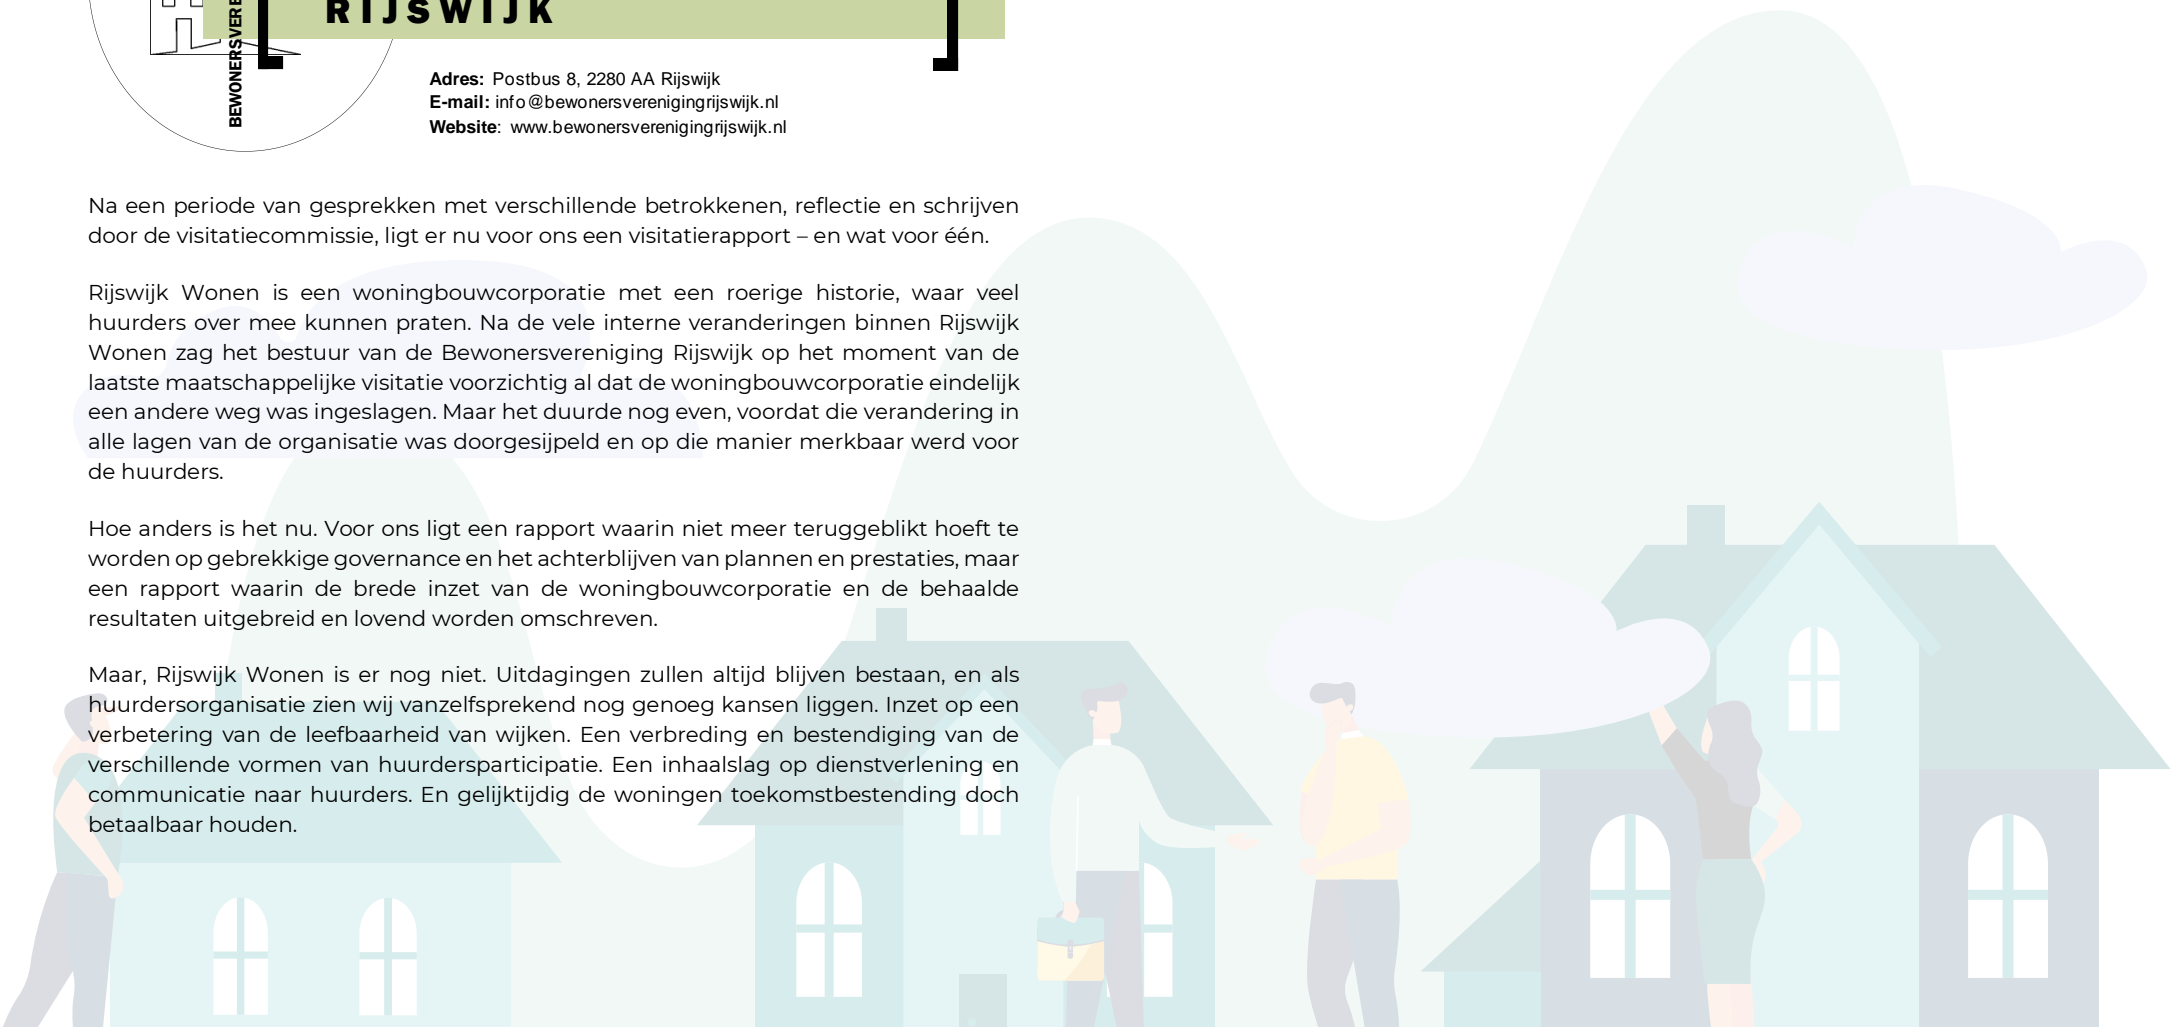 RIJSWIJK
BEWONERSVERE
Adres: Postbus 8, 2280 AA Rijswijk
E-mail: info@bewonersverenigingrijswijk.nl
Website: www.bewonersverenigingrijswijk.nl
Na een periode van gesprekken met verschillende betrokkenen, reflectie en schrijven
door de visitatiecommissie, ligt er nu voor ons een visitatierapport – en wat voor één.
Rijswijk Wonen is een woningbouwcorporatie met een roerige historie, waar veel
huurders over mee kunnen praten. Na de vele interne veranderingen binnen Rijswijk
Wonen zag het bestuur van de Bewonersvereniging Rijswijk op het moment van de
laatste maatschappelijke visitatie voorzichtig al dat de woningbouwcorporatie eindelijk
een andere weg was ingeslagen. Maar het duurde nog even, voordat die verandering in
alle lagen van de organisatie was doorgesijpeld en op die manier merkbaar werd voor
de huurders.
Hoe anders is het nu. Voor ons ligt een rapport waarin niet meer teruggeblikt hoeft te
worden op gebrekkige governance en het achterblijven van plannen en prestaties, maar
een rapport waarin de brede inzet van de woningbouwcorporatie en de behaalde
resultaten uitgebreid en lovend worden omschreven.
Maar, Rijswijk Wonen is er nog niet. Uitdagingen zullen altijd blijven bestaan, en als
huurdersorganisatie zien wij vanzelfsprekend nog genoeg kansen liggen. Inzet op een
verbetering van de leefbaarheid van wijken. Een verbreding en bestendiging van de
verschillende vormen van huurdersparticipatie. Een inhaalslag op dienstverlening en
communicatie naar huurders. En gelijktijdig de woningen toekomstbestending doch
betaalbaar houden.